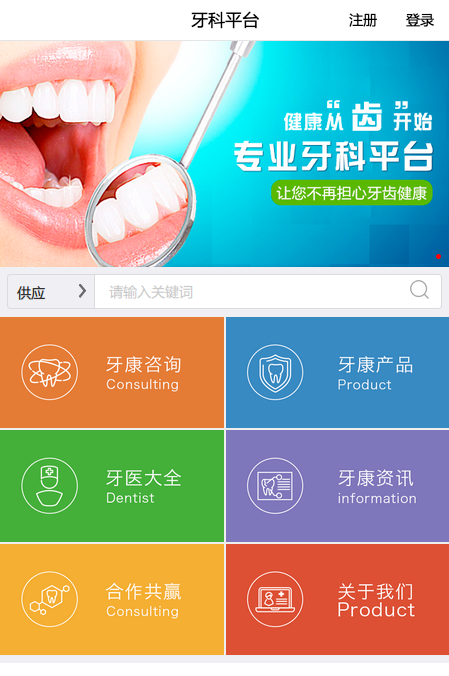 牙科平台 注册 登录
健康从“齿”开始
专业牙科平台
让您不再担心牙齿健康
供应 请输入关键词
牙康咨询 牙康产品
Consulting Product
牙医大全 牙康资讯
Dentist information
合作共赢 关于我们
Consulting Product